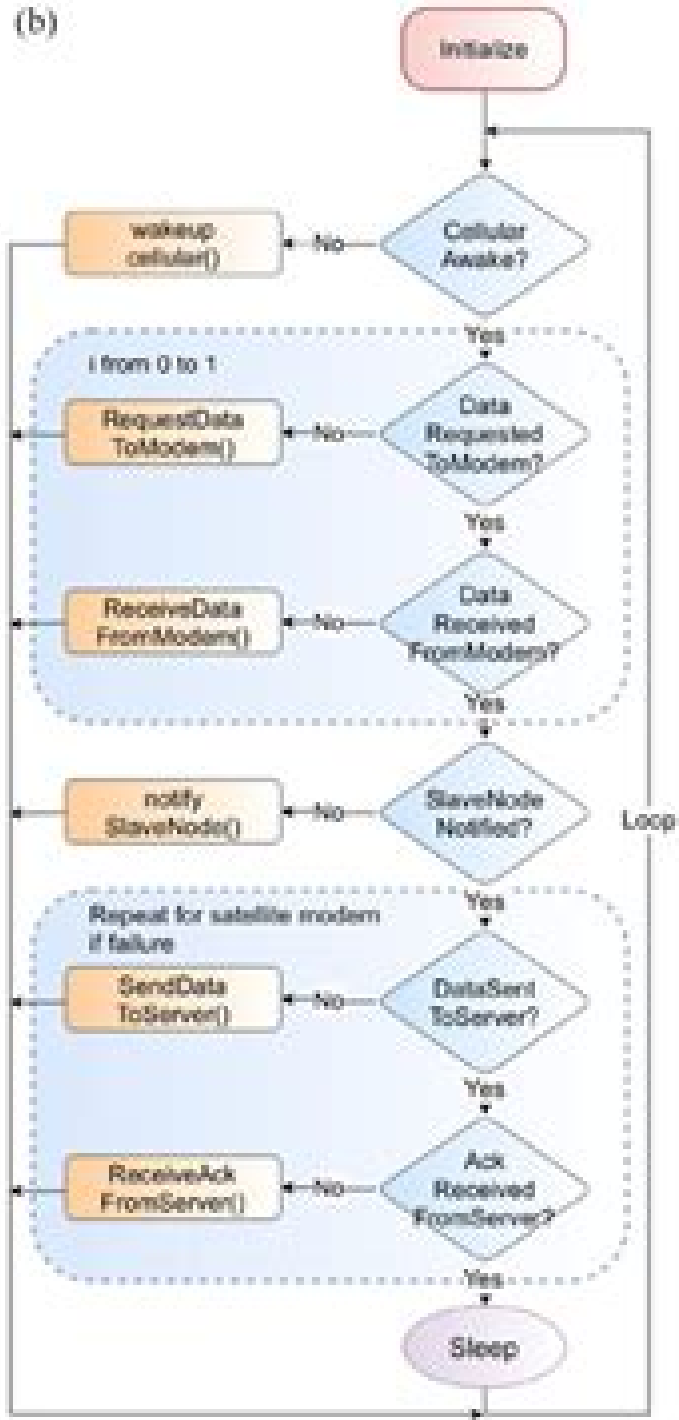 (b)
Initialize
Cellular
Awake?
No
wakeup
cellular()
Yes
i from 0 to 1
Data
Requested
ToModem?
No
RequestData
ToModem()
Yes
Data
Received
FromModem?
No
ReceiveData
FromModem()
Yes
SlaveNode
Notified?
No
notify
SlaveNode()
Loop
Yes
Repeat for satellite modem
if failure
DataSent
ToServer?
No
SendData
ToServer()
Yes
Ack
Received
FromServer?
No
ReceiveAck
FromServer()
Yes
Sleep